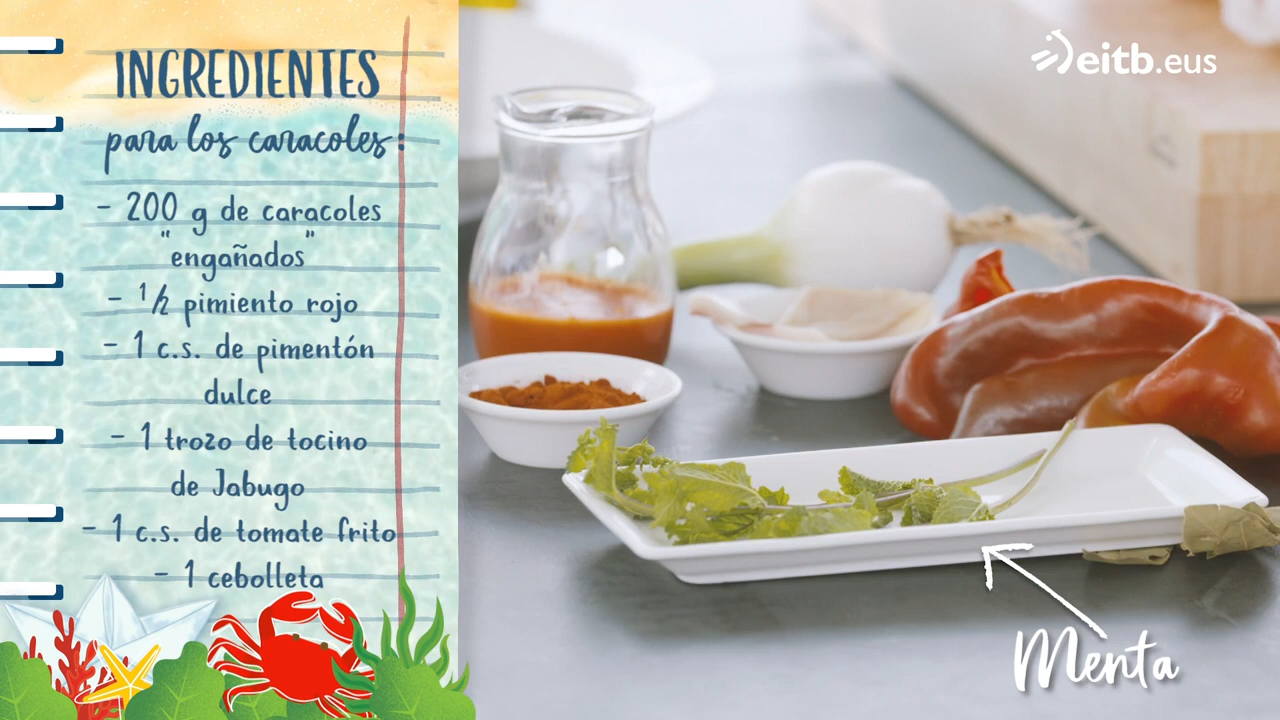 INGREDIENTES
para los caracoles:
- 200 g de caracoles
"engañados"
- 1/2 pimiento rojo
- 1 c.s. de pimentón
dulce
- 1 trozo de tocino
de Jabugo
- 1 c.s. de tomate frito
- 1 cebolleta
eitb.eus
Menta